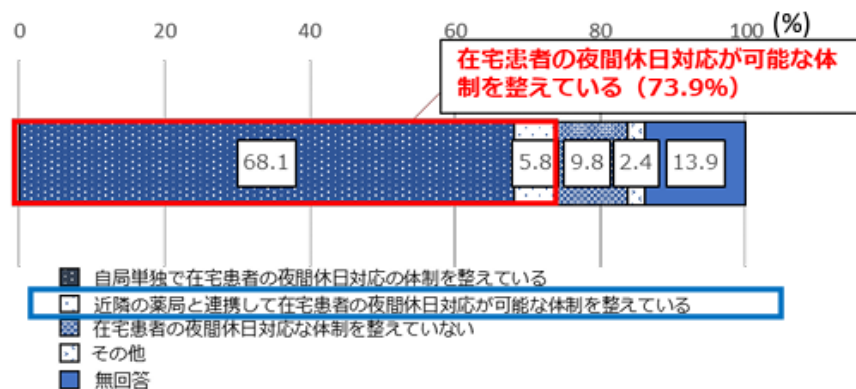 0 20 40 60 80 100 (%)
在宅患者の夜間休日対応が可能な体
制を整えている（73.9%）
68.1 5.8 9.8 2.4 13.9
自局単独で在宅患者の夜間休日対応の体制を整えている
近隣の薬局と連携して在宅患者の夜間休日対応が可能な体制を整えている
在宅患者の夜間休日対応な体制を整えていない
その他
無回答